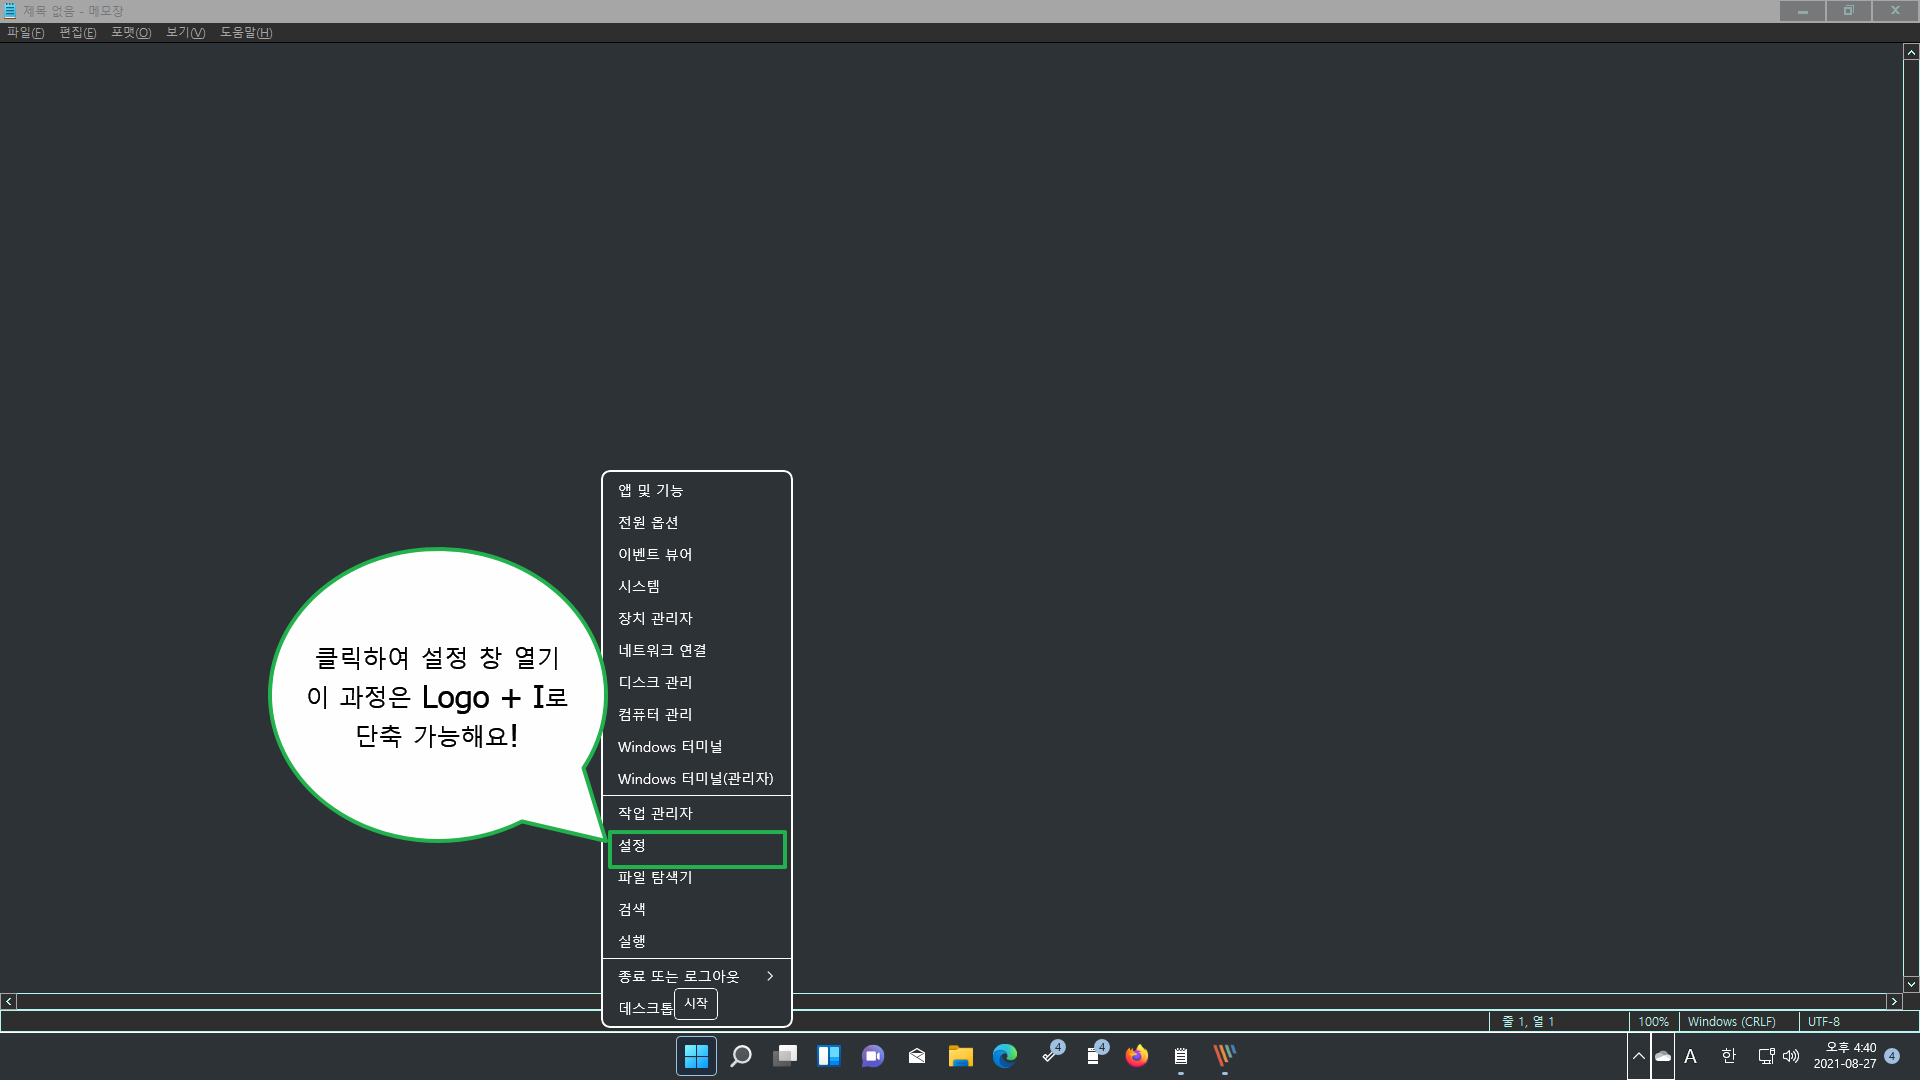 제목 없음 - 메모장
파일(F) 편집(E) 포맷(O) 보기(V) 도움말(H)
앱 및 기능
전원 옵션
이벤트 뷰어
시스템
장치 관리자
네트워크 연결
디스크 관리
컴퓨터 관리
Windows 터미널
Windows 터미널(관리자)
작업 관리자
설정
파일 탐색기
검색
실행
종료 또는 로그아웃
데스크톱
시작
클릭하여 설정 창 열기
이 과정은 Logo + I로
단축 가능해요!
줄 1, 열 1 100% Windows (CRLF) UTF-8
4 4 A 한 오후 4:40 4
2021-08-27